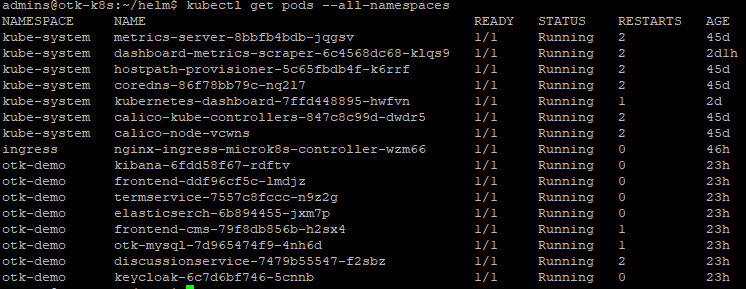 admins@otk-k8s:~/helm$ kubectl get pods --all-namespaces
NAMESPACE NAME READY STATUS RESTARTS AGE
kube-system metrics-server-8bbfb4bdb-jqgsv 1/1 Running 2 45d
kube-system dashboard-metrics-scraper-6c4568dc68-klqs9 1/1 Running 2 2d1h
kube-system hostpath-provisioner-5c65fbdb4f-k6rrf 1/1 Running 2 45d
kube-system coredns-86f78bb79c-nq2l7 1/1 Running 2 45d
kube-system kubernetes-dashboard-7ffd448895-hwfvn 1/1 Running 1 2d
kube-system calico-kube-controllers-847c8c99d-dwdr5 1/1 Running 2 45d
kube-system calico-node-vcwns 1/1 Running 2 45d
ingress nginx-ingress-microk8s-controller-wzm66 1/1 Running 0 46h
otk-demo kibana-6fdd58f67-rdftv 1/1 Running 0 23h
otk-demo frontend-ddf96cf5c-lmdjz 1/1 Running 0 23h
otk-demo termservice-7557c8fccc-n9z2g 1/1 Running 0 23h
otk-demo elasticserch-6b894455-jxm7p 1/1 Running 0 23h
otk-demo frontend-cms-79f8db856b-h2sx4 1/1 Running 1 23h
otk-demo otk-mysql-7d965474f9-4nh6d 1/1 Running 1 23h
otk-demo discussionservice-7479b55547-f2sbz 1/1 Running 2 23h
otk-demo keycloak-6c7d6bf746-5cnnb 1/1 Running 0 23h